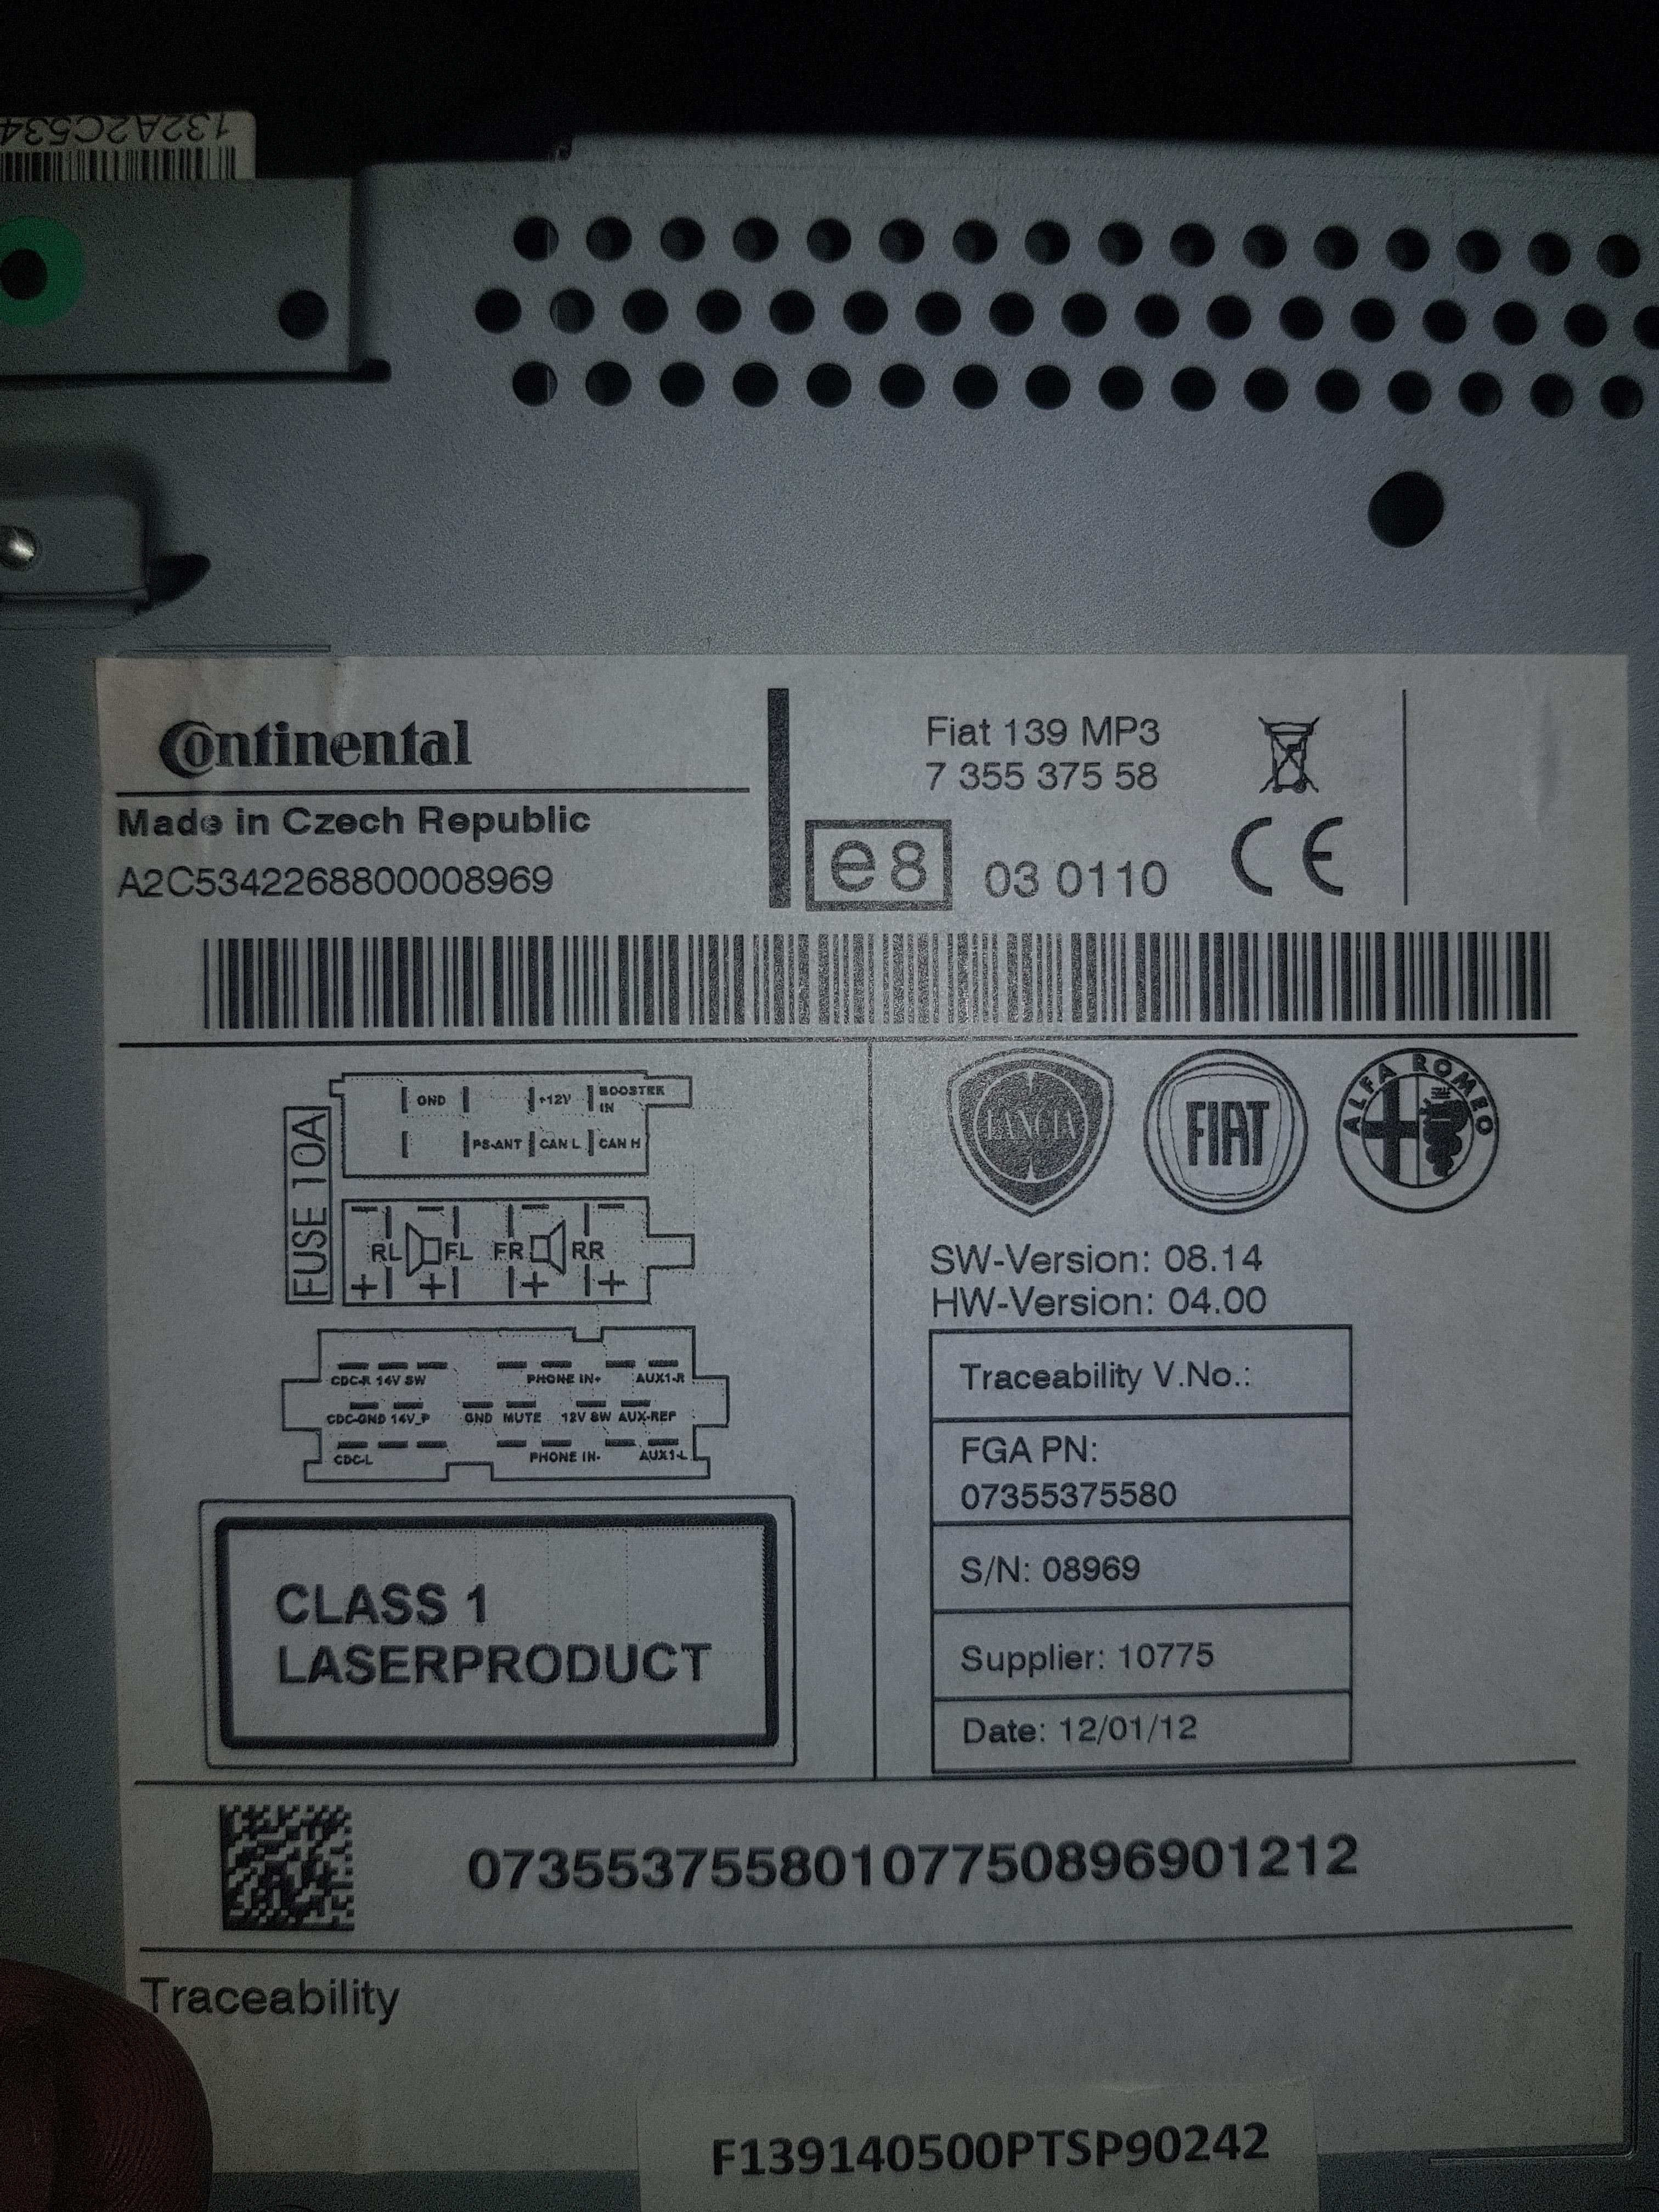 132A2C534
Continental
Made in Czech Republic
A2C5342268800008969
Fiat 139 MP3
7 355 375 58
e8 03 0110 CE
FUSE 10A
GND +12V BOOSTER IN
PS-ANT CAN L CAN H
RL FL FR RR
CDC-R 14V SW PHONE IN+ AUX1-R
CDC-GND 14V_P GND MUTE 12V SW AUX-REF
CDC-L PHONE IN- AUX1-L
CLASS 1
LASERPRODUCT
LANCIA FIAT ALFA ROMEO
SW-Version: 08.14
HW-Version: 04.00
Traceability V.No.:
FGA PN:
07355375580
S/N: 08969
Supplier: 10775
Date: 12/01/12
073553755801077508969​01212
Traceability
F139140500PTSP90242